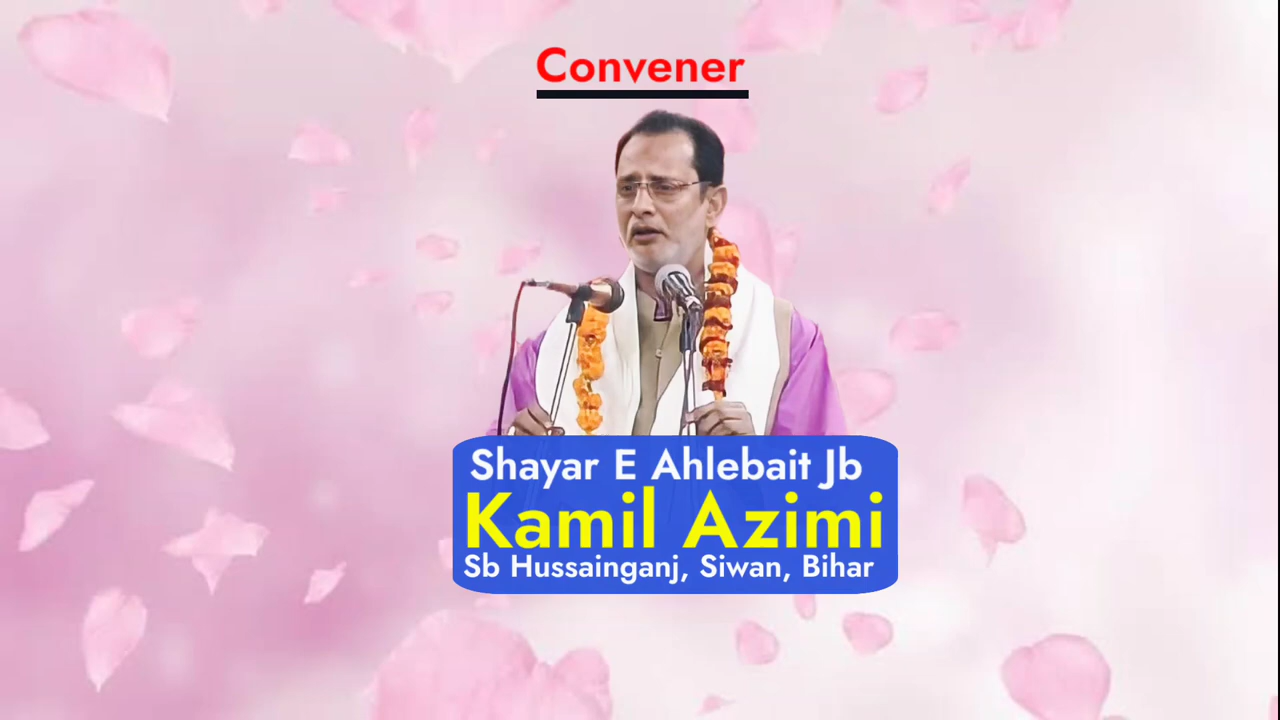 Convener
Shayar E Ahlebait Jb
Kamil Azimi
Sb Hussainganj, Siwan, Bihar